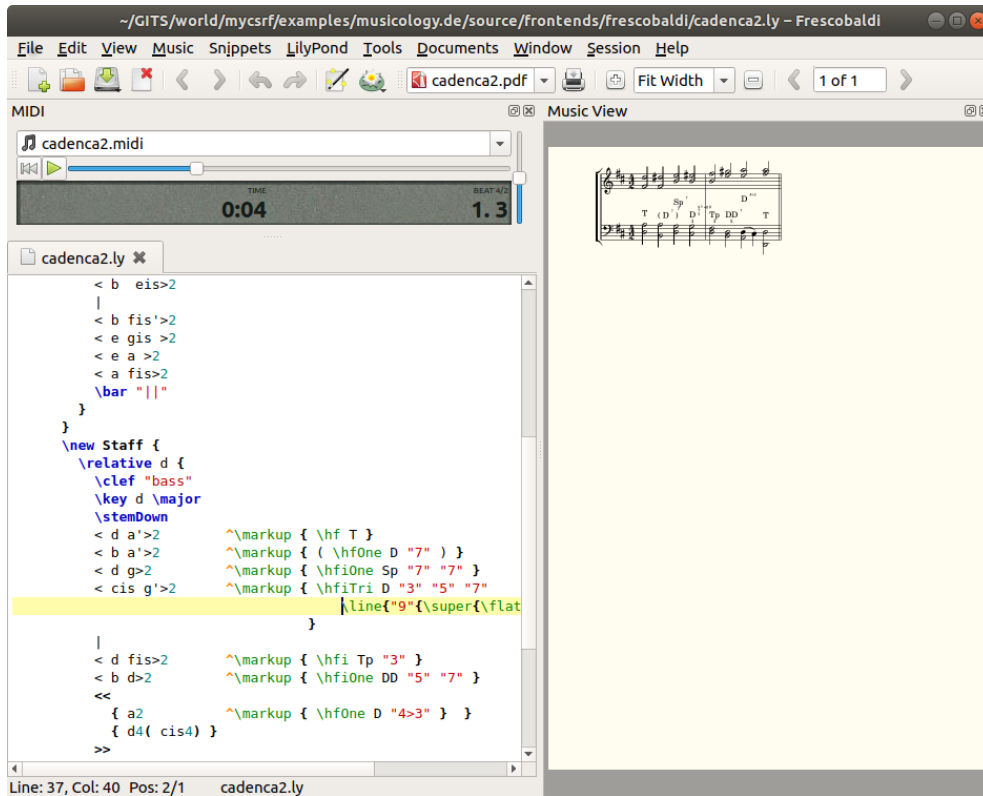 ~/GITS/world/mycsrf/examples/musicology.de/source/frontends/frescobaldi/cadenca2.ly – Frescobaldi
File Edit View Music Snippets LilyPond Tools Documents Window Session Help
cadenca2.pdf Fit Width 1 of 1
MIDI
cadenca2.midi
TIME BEAT 4/2
0:04 1. 3
Music View
Sp 7 D
T (D 7) D Tp DD 7 T
cadenca2.ly
< b eis>2
|
< b fis'>2
< e gis >2
< e a >2
< a fis>2
\bar "||"
}
}
\new Staff {
\relative d {
\clef "bass"
\key d \major
\stemDown
< d a'>2 ^\markup { \hf T }
< b a'>2 ^\markup { ( \hfOne D "7" ) }
< d g>2 ^\markup { \hfiOne Sp "7" "7" }
< cis g'>2 ^\markup { \hfiTri D "3" "5" "7"
\line{"9"{\super{\flat
}
|
< d fis>2 ^\markup { \hfi Tp "3" }
< b d>2 ^\markup { \hfiOne DD "5" "7" }
<<
{ a2 ^\markup { \hfOne D "4>3" } }
{ d4( cis4) }
>>
Line: 37, Col: 40 Pos: 2/1 cadenca2.ly